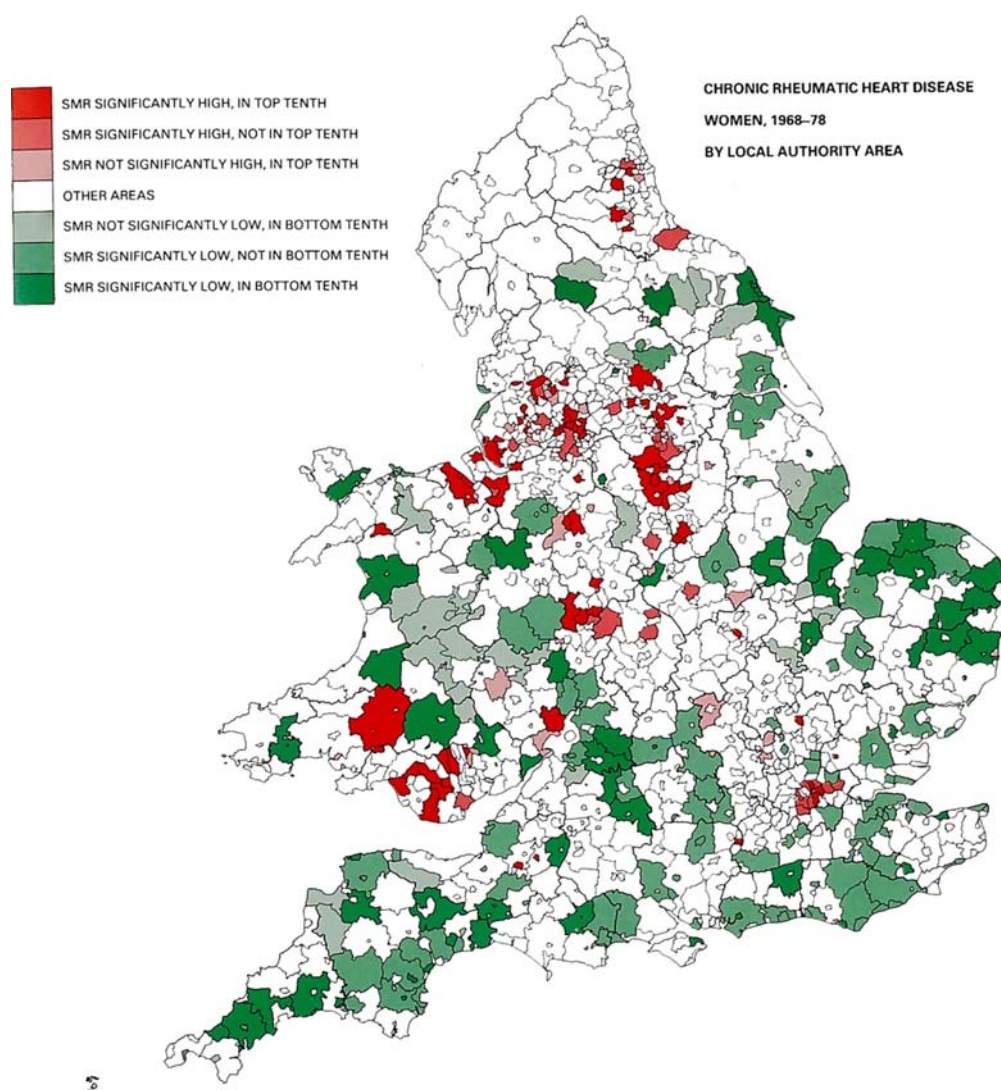 SMR SIGNIFICANTLY HIGH, IN TOP TENTH
SMR SIGNIFICANTLY HIGH, NOT IN TOP TENTH
SMR NOT SIGNIFICANTLY HIGH, IN TOP TENTH
OTHER AREAS
SMR NOT SIGNIFICANTLY LOW, IN BOTTOM TENTH
SMR SIGNIFICANTLY LOW, NOT IN BOTTOM TENTH
SMR SIGNIFICANTLY LOW, IN BOTTOM TENTH
CHRONIC RHEUMATIC HEART DISEASE
WOMEN, 1968–78
BY LOCAL AUTHORITY AREA